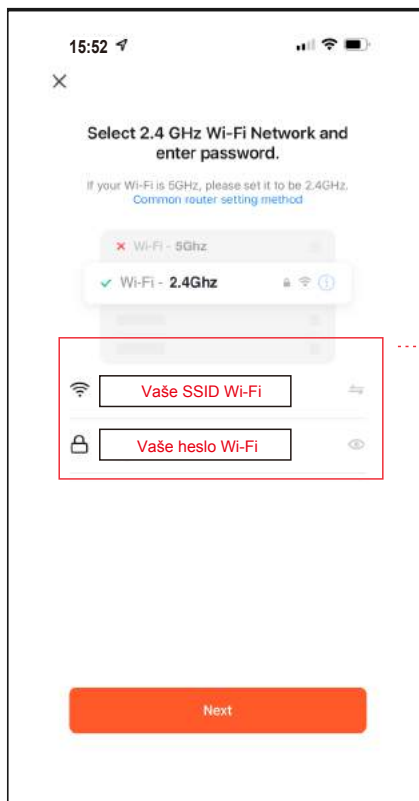 15:52
Select 2.4 GHz Wi-Fi Network and
enter password.
If your Wi-Fi is 5GHz, please set it to be 2.4GHz.
Common router setting method
Wi-Fi - 5Ghz
Wi-Fi - 2.4Ghz
Vaše SSID Wi-Fi
Vaše heslo Wi-Fi
Next